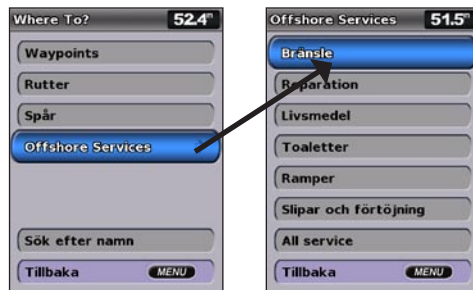 Where To? 52.4"
Waypoints
Rutter
Spår
Offshore Services
Sök efter namn
Tillbaka MENU
Offshore Services 51.5"
Bränsle
Reparation
Livsmedel
Toaletter
Ramper
Slipar och förtöjning
All service
Tillbaka MENU